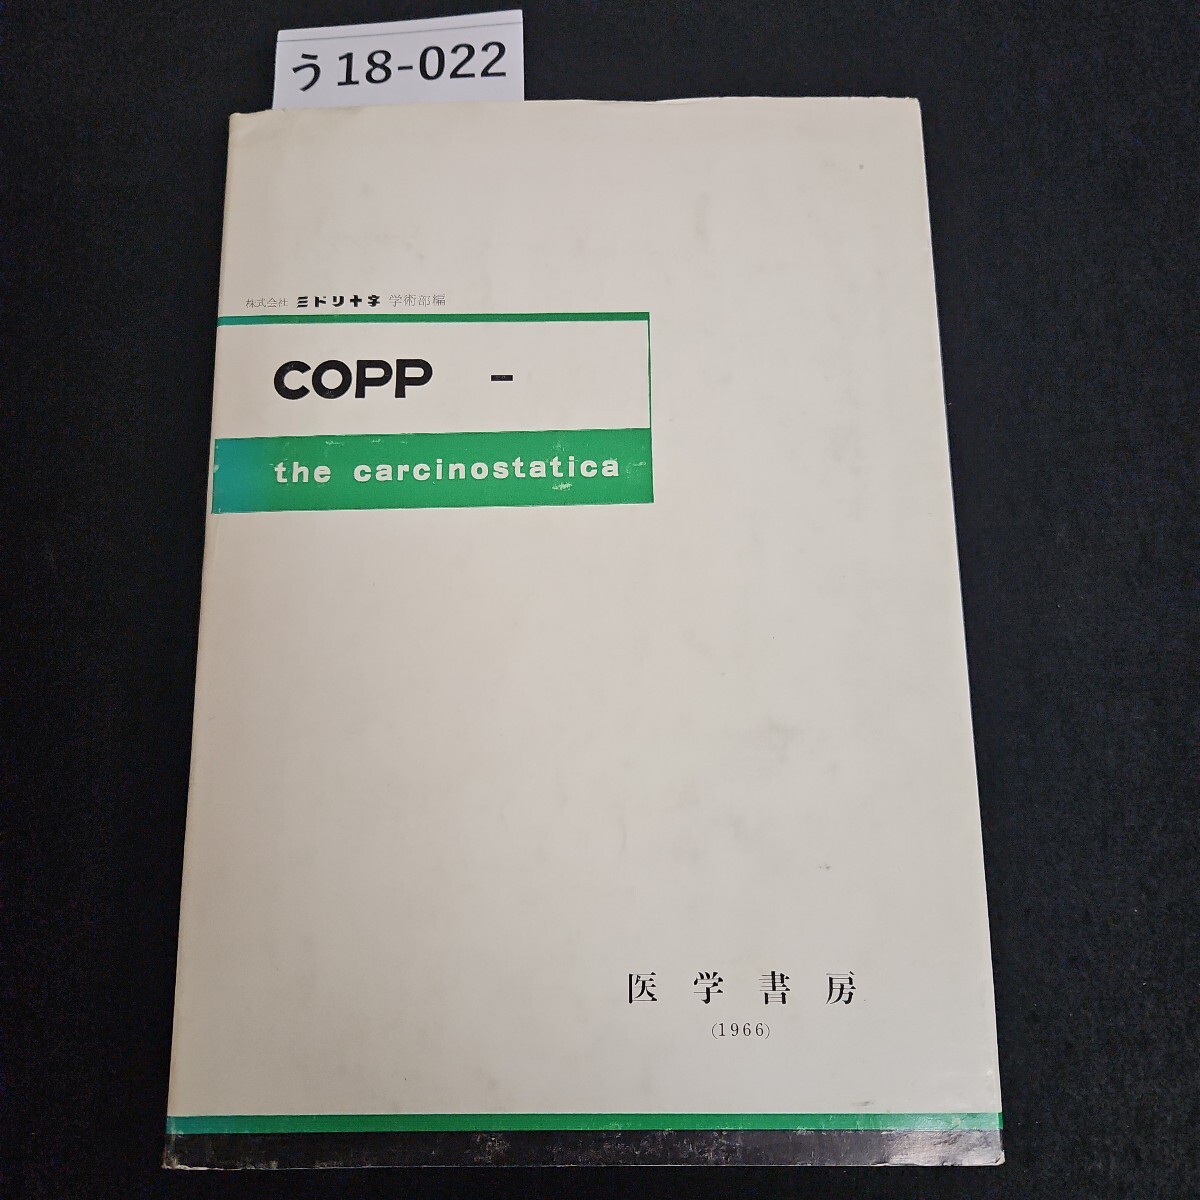 う18-022
株式会社 ミドリ十字 学術部編
COPP -
the carcinostatica
医学書房
(1966)